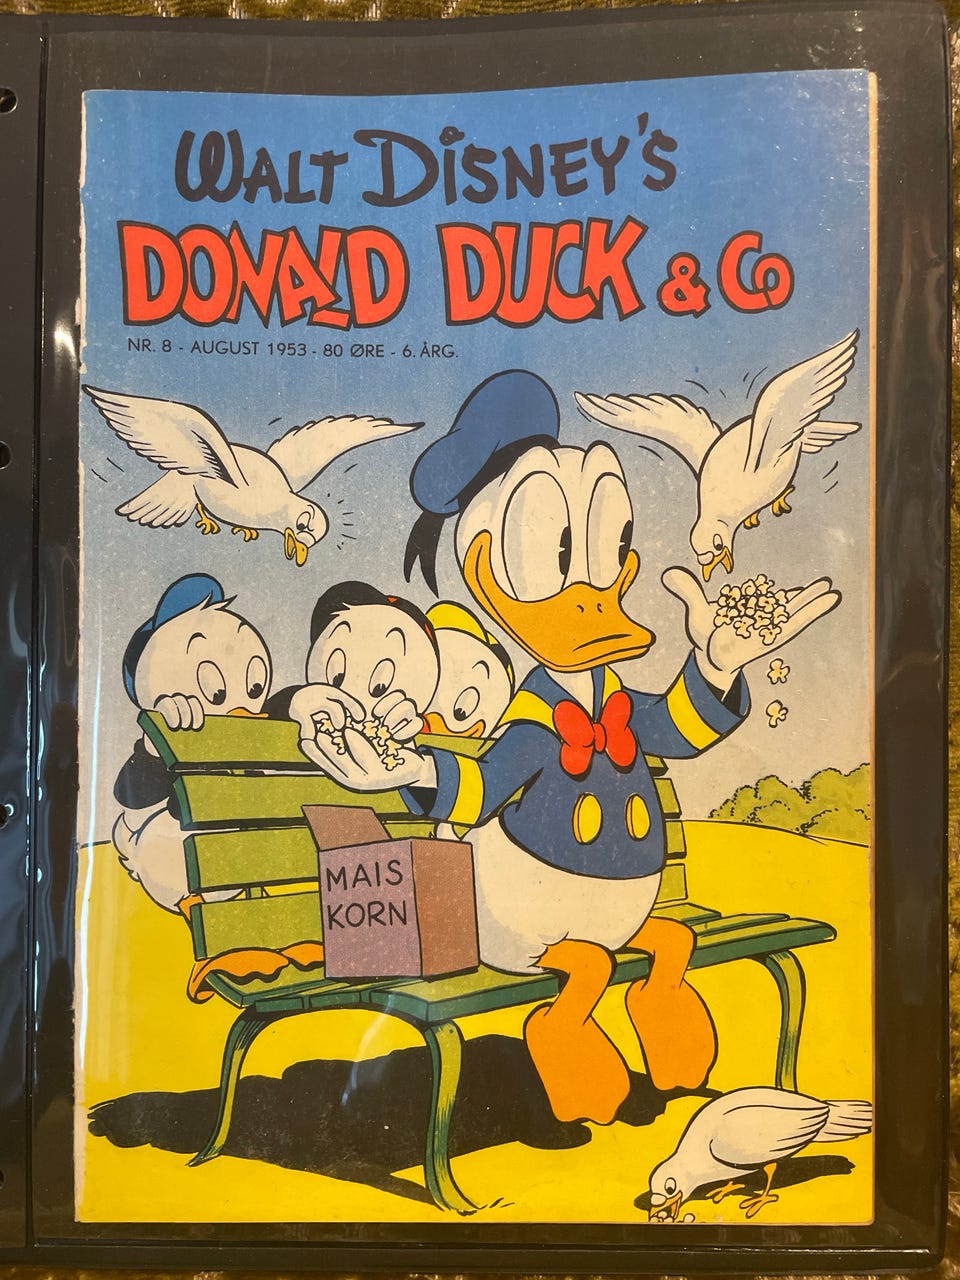 WALT DISNEY'S
DONALD DUCK & Co
NR. 8 - AUGUST 1953 - 80 ØRE - 6. ÅRG.
MAIS
KORN